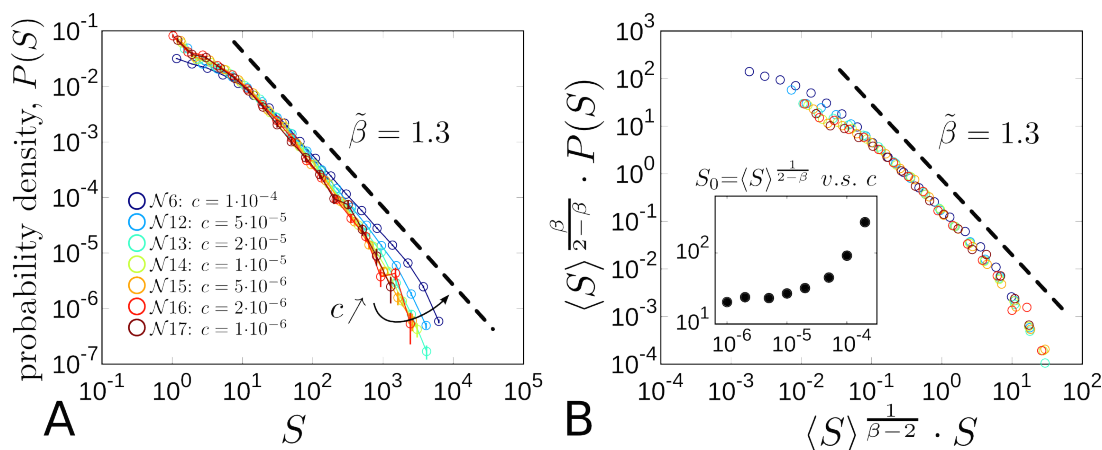 probability density, P(S)
10^-1
10^-2
10^-3
10^-4
10^-5
10^-6
10^-7
β̃ = 1.3
𝒩6: c = 1·10^-4
𝒩12: c = 5·10^-5
𝒩13: c = 2·10^-5
𝒩14: c = 1·10^-5
𝒩15: c = 5·10^-6
𝒩16: c = 2·10^-6
𝒩17: c = 1·10^-6
c↗
10^-1 10^0 10^1 10^2 10^3 10^4 10^5
S
A
⟨S⟩^(β/(2−β)) · P(S)
10^3
10^2
10^1
10^0
10^-1
10^-2
10^-3
10^-4
β̃ = 1.3
S_0=⟨S⟩^(1/(2−β)) v.s. c
10^2
10^1
10^-6 10^-5 10^-4
10^-4 10^-3 10^-2 10^-1 10^0 10^1 10^2
⟨S⟩^(1/(β−2)) · S
B